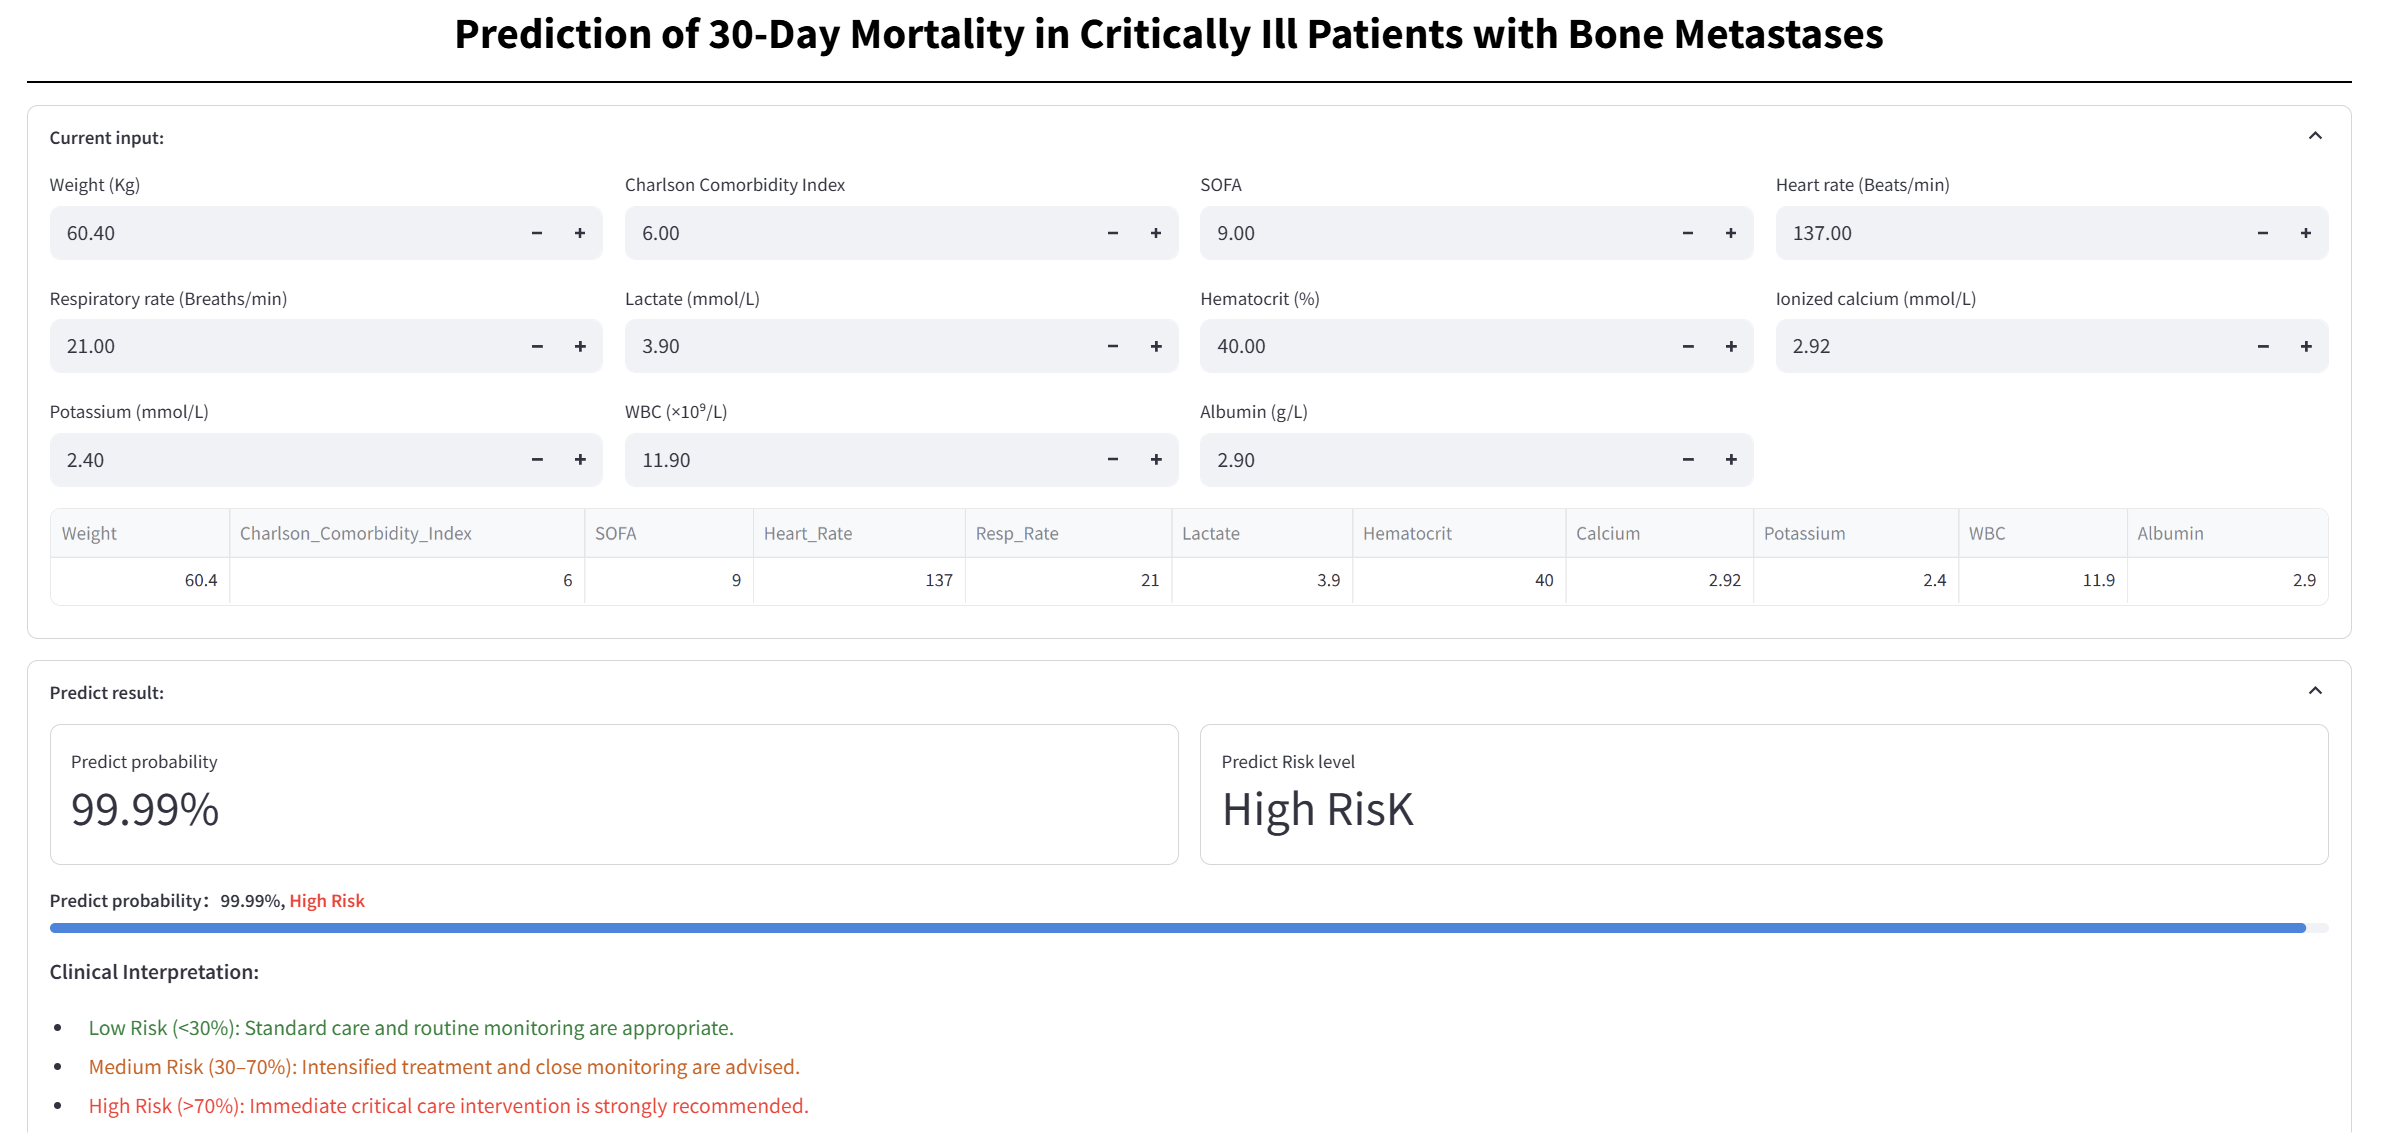 Prediction of 30-Day Mortality in Critically Ill Patients with Bone Metastases
Current input:
Weight (Kg) Charlson Comorbidity Index SOFA Heart rate (Beats/min)
60.40 − + 6.00 − + 9.00 − + 137.00 − +
Respiratory rate (Breaths/min) Lactate (mmol/L) Hematocrit (%) Ionized calcium (mmol/L)
21.00 − + 3.90 − + 40.00 − + 2.92 − +
Potassium (mmol/L) WBC (×10⁹/L) Albumin (g/L)
2.40 − + 11.90 − + 2.90 − +
Weight Charlson_Comorbidity_Index SOFA Heart_Rate Resp_Rate Lactate Hematocrit Calcium Potassium WBC Albumin
60.4 6 9 137 21 3.9 40 2.92 2.4 11.9 2.9
Predict result:
Predict probability Predict Risk level
99.99% High RisK
Predict probability：99.99%, High Risk
Clinical Interpretation:
• Low Risk (<30%): Standard care and routine monitoring are appropriate.
• Medium Risk (30–70%): Intensified treatment and close monitoring are advised.
• High Risk (>70%): Immediate critical care intervention is strongly recommended.